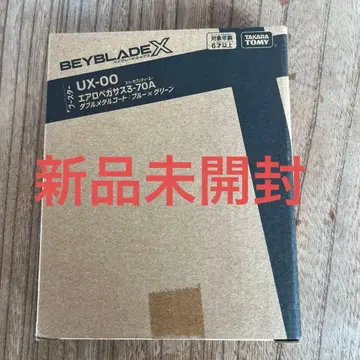 BEYBLADE X
対象年齢
6才以上
TAKARA
TOMY
UX-00
エアロペガサス3-70A
ダブルメタルコート:ブルー×グリーン
新品未開封